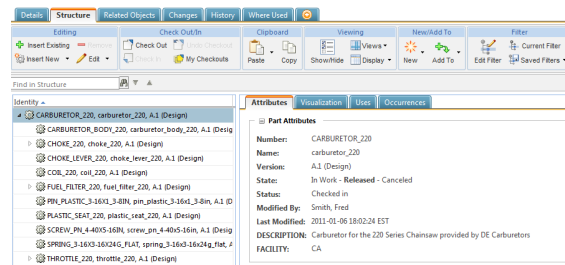 Details Structure Related Objects Changes History Where Used
Editing Check Out/In Clipboard Viewing New/Add To Filter
Insert Existing Remove Check Out Undo Checkout Views Current Filter
Insert New Edit Check In My Checkouts Paste Copy Show/Hide Display New Add To Edit Filter Saved Filters
Find in Structure
Identity
CARBURETOR_220, carburetor_220, A.1 (Design)
CARBURETOR_BODY_220, carburetor_body_220, A.1 (Desig
CHOKE_220, choke_220, A.1 (Design)
CHOKE_LEVER_220, choke_lever_220, A.1 (Design)
COIL_220, coil_220, A.1 (Design)
FUEL_FILTER_220, fuel_filter_220, A.1 (Design)
PIN_PLASTIC_3-16X1_3-8IN, pin_plastic_3-16x1_3-8in, A.1 (D
PLASTIC_SEAT_220, plastic_seat_220, A.1 (Design)
SCREW_PN_4-40X5-16IN, screw_pn_4-40x5-16in, A.1 (Design)
SPRING_3-16X3-16X24G_FLAT, spring_3-16x3-16x24g_flat, A
THROTTLE_220, throttle_220, A.1 (Design)
Attributes Visualization Uses Occurrences
Part Attributes
Number: CARBURETOR_220
Name: carburetor_220
Version: A.1 (Design)
State: In Work - Released - Canceled
Status: Checked in
Modified By: Smith, Fred
Last Modified: 2011-01-06 18:02:24 EST
DESCRIPTION: Carburetor for the 220 Series Chainsaw provided by DE Carburetors
FACILITY: CA